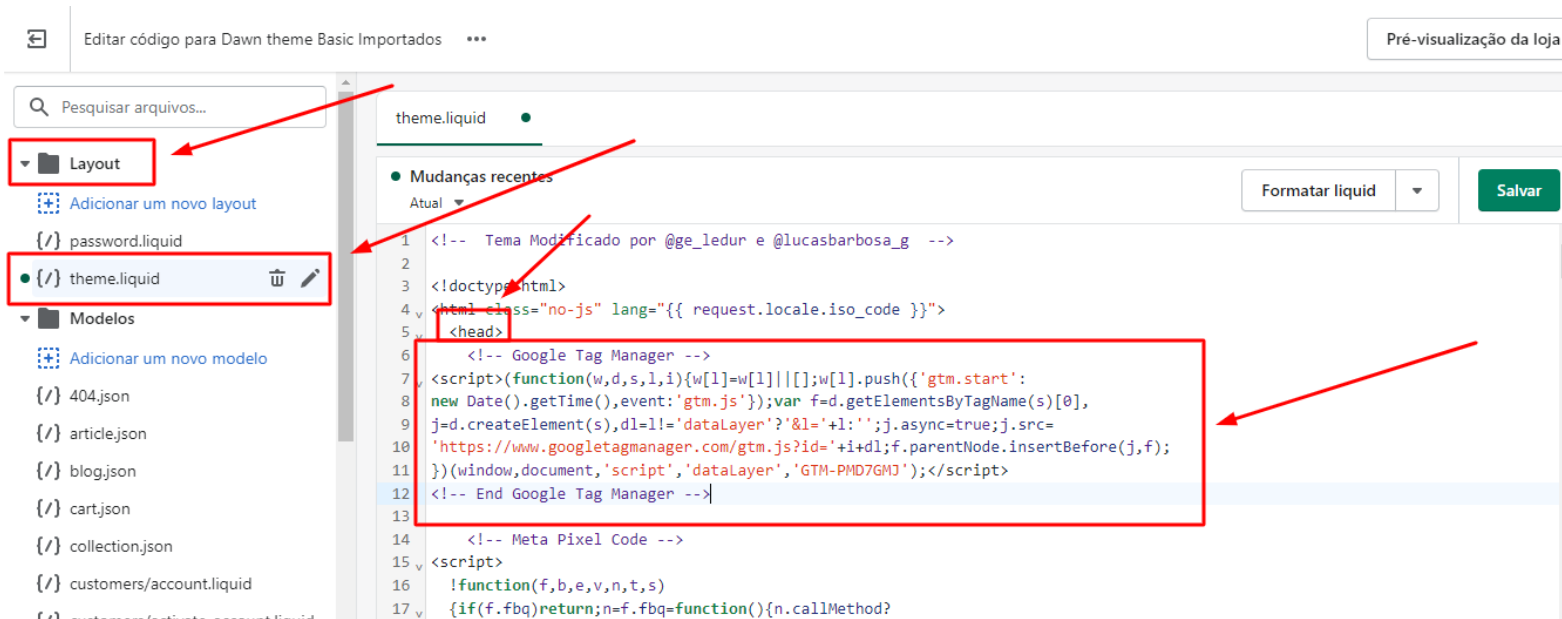 Editar código para Dawn theme Basic Importados •••
Pré-visualização da loja
Pesquisar arquivos...
Layout
Adicionar um novo layout
{/} password.liquid
{/} theme.liquid
Modelos
Adicionar um novo modelo
{/} 404.json
{/} article.json
{/} blog.json
{/} cart.json
{/} collection.json
{/} customers/account.liquid
{/} customers/activate_account.liquid
theme.liquid
Mudanças recentes
Atual
Formatar liquid
Salvar
1 <!--  Tema Modificado por @ge_ledur e @lucasbarbosa_g  -->
2
3 <!doctype html>
4 <html class="no-js" lang="{{ request.locale.iso_code }}">
5 <head>
6 <!-- Google Tag Manager -->
7 <script>(function(w,d,s,l,i){w[l]=w[l]||[];w[l].push({'gtm.start':
8 new Date().getTime(),event:'gtm.js'});var f=d.getElementsByTagName(s)[0],
9 j=d.createElement(s),dl=l!='dataLayer'?'&l='+l:'';j.async=true;j.src=
10 'https://www.googletagmanager.com/gtm.js?id='+i+dl;f.parentNode.insertBefore(j,f);
11 })(window,document,'script','dataLayer','GTM-PMD7GMJ');</script>
12 <!-- End Google Tag Manager -->
13
14 <!-- Meta Pixel Code -->
15 <script>
16 !function(f,b,e,v,n,t,s)
17 {if(f.fbq)return;n=f.fbq=function(){n.callMethod?